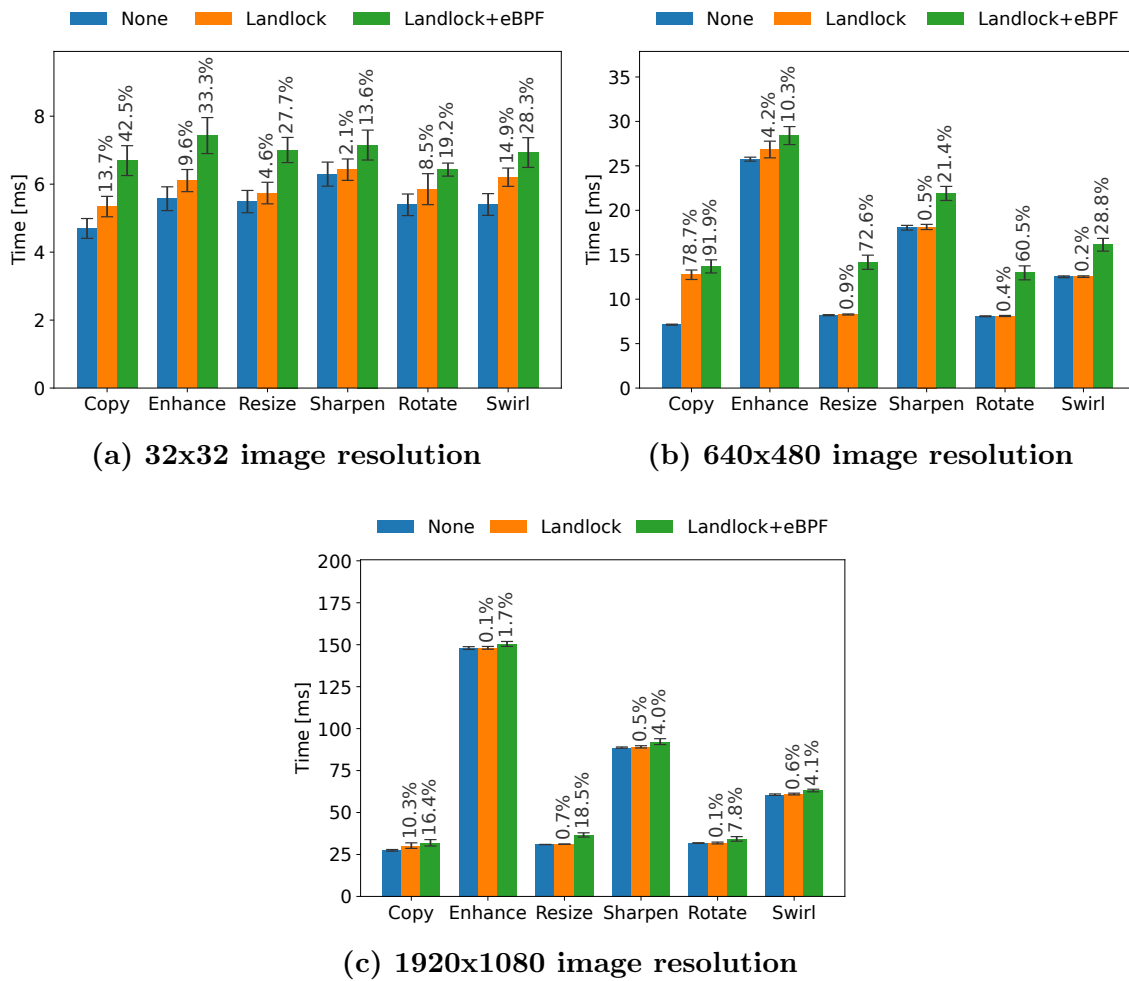 None Landlock Landlock+eBPF
Time [ms]
8
6
4
2
0
13.7% 42.5% 9.6% 33.3% 4.6% 27.7% 2.1% 13.6% 8.5% 19.2% 14.9% 28.3%
Copy Enhance Resize Sharpen Rotate Swirl
(a) 32x32 image resolution
None Landlock Landlock+eBPF
Time [ms]
35
30
25
20
15
10
5
0
78.7% 91.9% 4.2% 10.3% 0.9% 72.6% 0.5% 21.4% 0.4% 60.5% 0.2% 28.8%
Copy Enhance Resize Sharpen Rotate Swirl
(b) 640x480 image resolution
None Landlock Landlock+eBPF
Time [ms]
200
175
150
125
100
75
50
25
0
10.3% 16.4% 0.1% 1.7% 0.7% 18.5% 0.5% 4.0% 0.1% 7.8% 0.6% 4.1%
Copy Enhance Resize Sharpen Rotate Swirl
(c) 1920x1080 image resolution